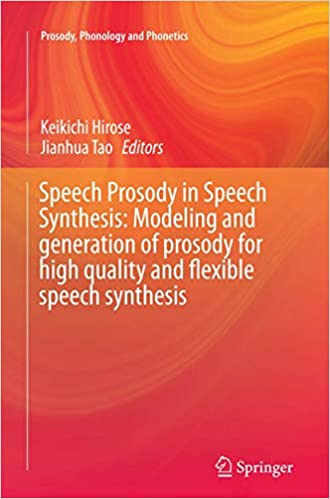 Prosody, Phonology and Phonetics
Keikichi Hirose
Jianhua Tao Editors
Speech Prosody in Speech
Synthesis: Modeling and
generation of prosody for
high quality and flexible
speech synthesis
Springer